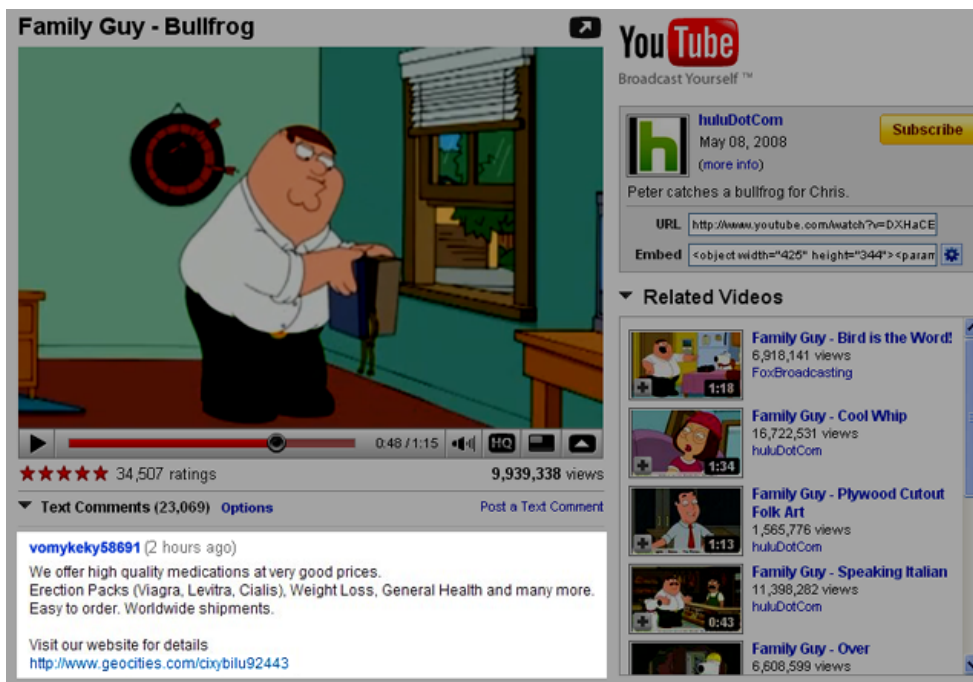 Family Guy - Bullfrog
0:48 / 1:15
HQ
34,507 ratings
9,939,338 views
Text Comments (23,069) Options
Post a Text Comment
vomykeky58691 (2 hours ago)
We offer high quality medications at very good prices.
Erection Packs (Viagra, Levitra, Cialis), Weight Loss, General Health and many more.
Easy to order. Worldwide shipments.
Visit our website for details
http://www.geocities.com/cixybilu92443
You Tube
Broadcast Yourself ™
h
huluDotCom
May 08, 2008
(more info)
Subscribe
Peter catches a bullfrog for Chris.
URL http://www.youtube.com/watch?v=DXHaCE
Embed <object width="425" height="344"><param
Related Videos
1:18
Family Guy - Bird is the Word!
6,918,141 views
FoxBroadcasting
1:34
Family Guy - Cool Whip
16,722,531 views
huluDotCom
1:13
Family Guy - Plywood Cutout
Folk Art
1,565,776 views
huluDotCom
0:43
Family Guy - Speaking Italian
11,398,282 views
huluDotCom
Family Guy - Over
6,608,599 views